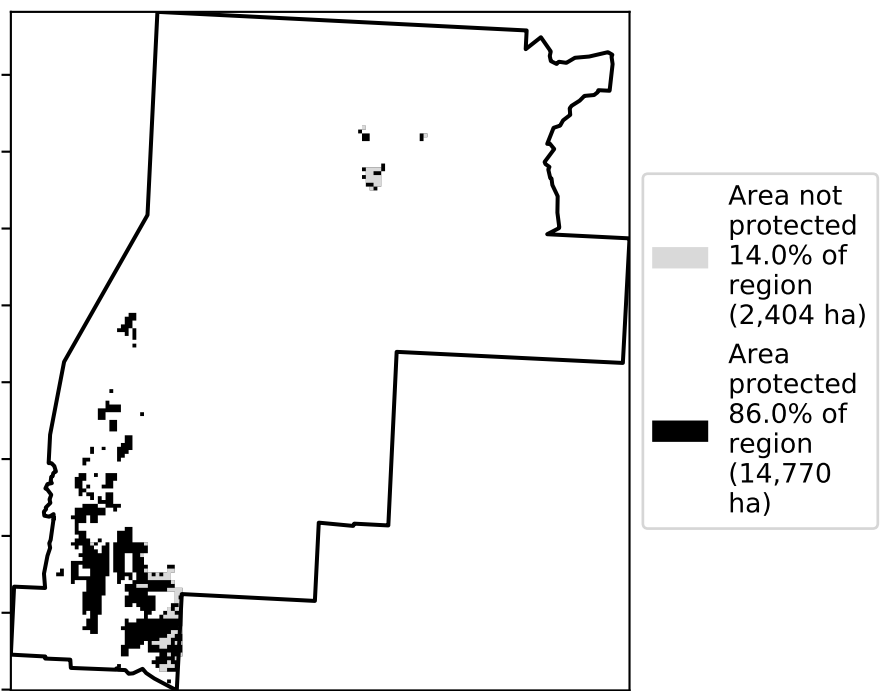 Area not
protected
14.0% of
region
(2,404 ha)
Area
protected
86.0% of
region
(14,770
ha)